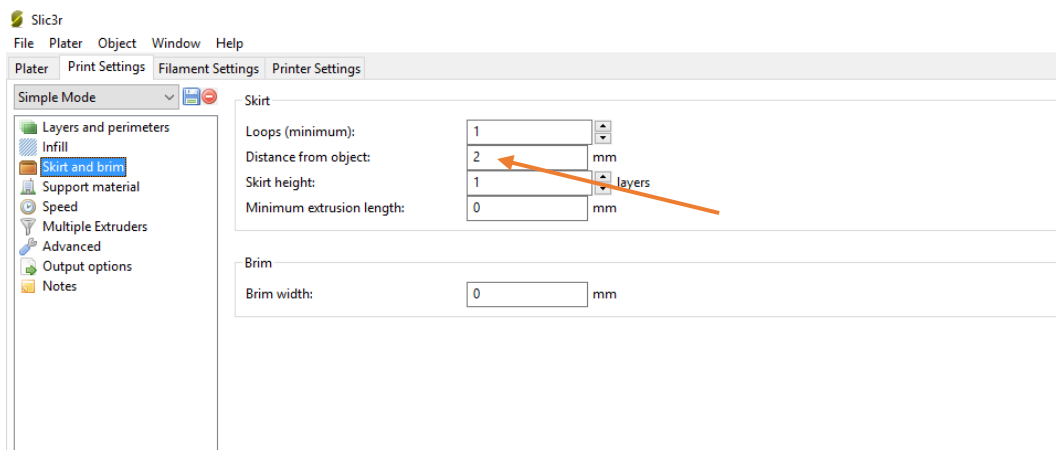 Slic3r
File Plater Object Window Help
Plater Print Settings Filament Settings Printer Settings
Simple Mode
Layers and perimeters
Infill
Skirt and brim
Support material
Speed
Multiple Extruders
Advanced
Output options
Notes
Skirt
Loops (minimum): 1
Distance from object: 2 mm
Skirt height: 1 layers
Minimum extrusion length: 0 mm
Brim
Brim width: 0 mm